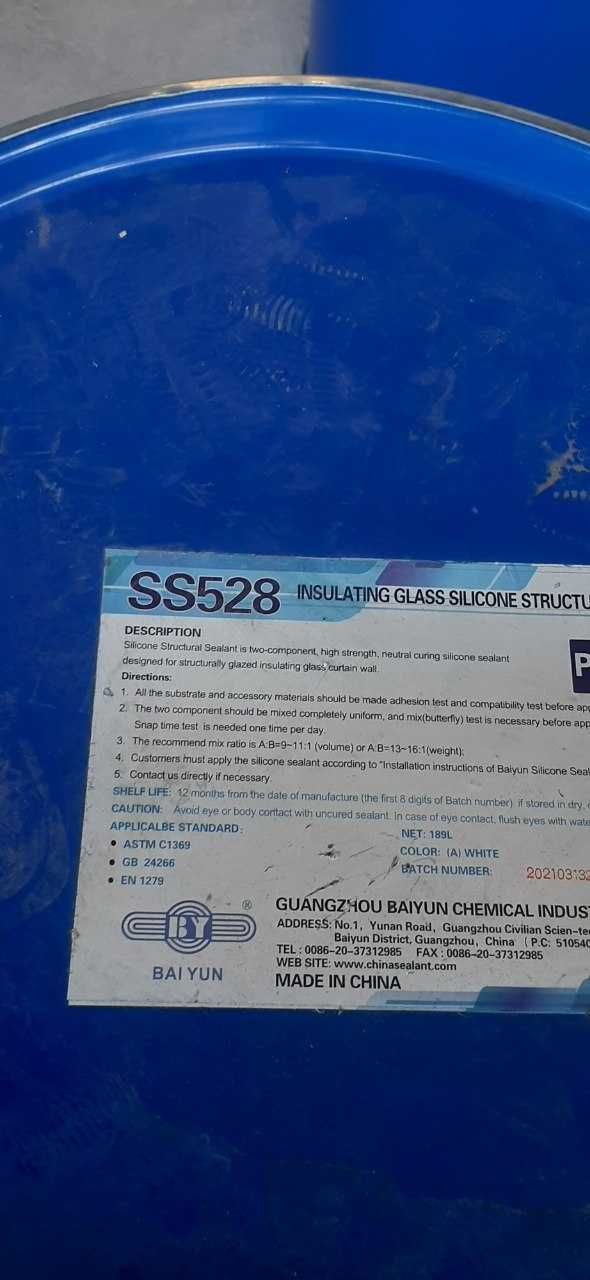 SS528 INSULATING GLASS SILICONE STRUCTU
DESCRIPTION
Silicone Structural Sealant is two-component, high strength, neutral curing silicone sealant
designed for structurally glazed insulating glass curtain wall.
P
Directions:
1. All the substrate and accessory materials should be made adhesion test and compatibility test before app
2. The two component should be mixed completely uniform, and mix(butterfly) test is necessary before app
Snap time test is needed one time per day.
3. The recommend mix ratio is A:B=9~11:1 (volume) or A:B=13~16:1(weight);
4. Customers must apply the silicone sealant according to "Installation instructions of Baiyun Silicone Seal
5. Contact us directly if necessary.
SHELF LIFE: 12 months from the date of manufacture (the first 8 digits of Batch number) if stored in dry,
CAUTION: Avoid eye or body contact with uncured sealant. In case of eye contact, flush eyes with wate
APPLICALBE STANDARD:
• ASTM C1369
• GB 24266
• EN 1279
NET: 189L
COLOR: (A) WHITE
BATCH NUMBER: 202103132
BY ®
BAI YUN
GUANGZHOU BAIYUN CHEMICAL INDUS
ADDRESS: No.1, Yunan Road, Guangzhou Civilian Scien-te
Baiyun District, Guangzhou, China (P.C: 510540
TEL: 0086-20-37312985 FAX: 0086-20-37312985
WEB SITE: www.chinasealant.com
MADE IN CHINA